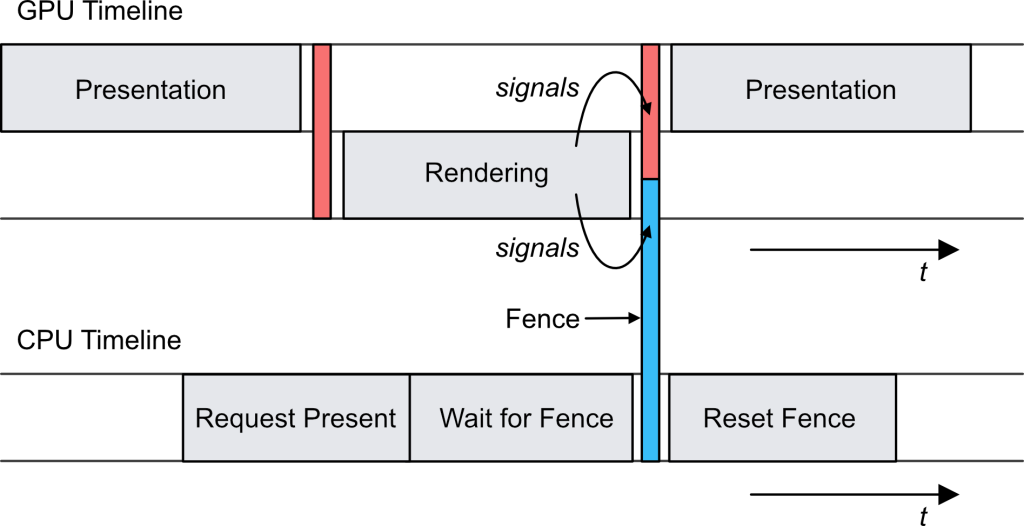 GPU Timeline
Presentation
signals
Presentation
Rendering
signals
t
Fence
CPU Timeline
Request Present
Wait for Fence
Reset Fence
t